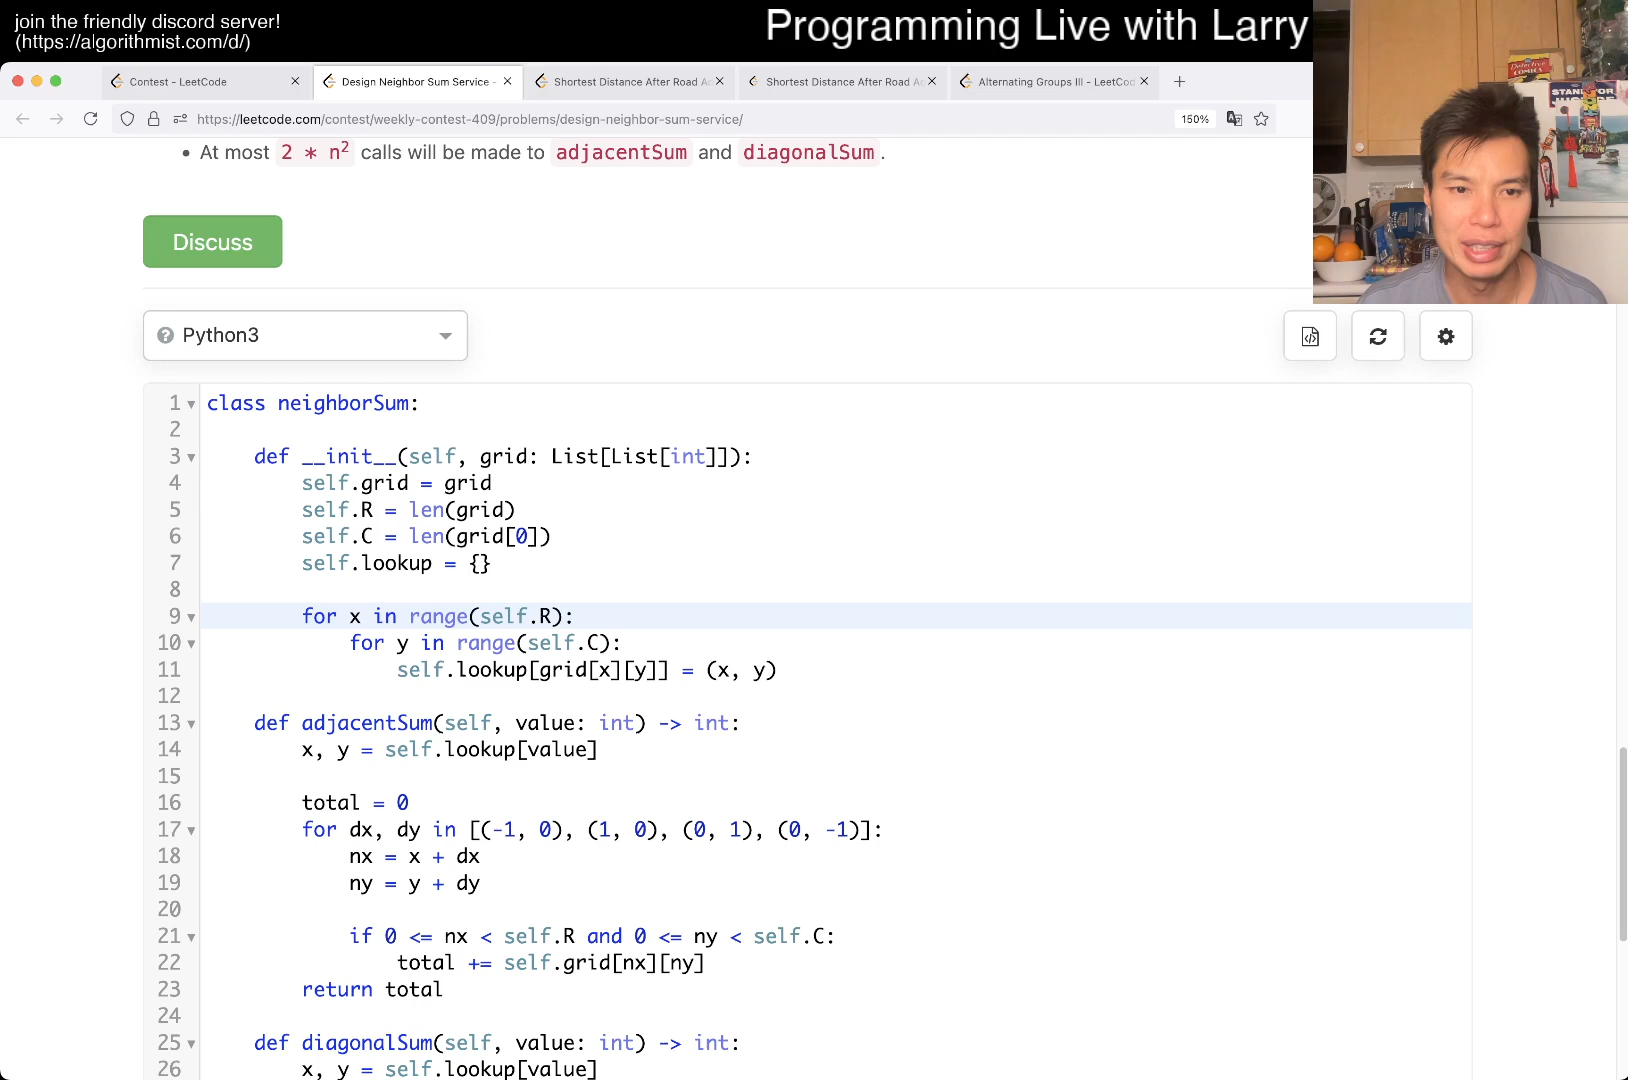 join the friendly discord server!
(https://algorithmist.com/d/)
Programming Live with Larry
Contest - LeetCode
Design Neighbor Sum Service -
Shortest Distance After Road Ac
Shortest Distance After Road Ac
Alternating Groups III - LeetCod
https://leetcode.com/contest/weekly-contest-409/problems/design-neighbor-sum-service/
150%
• At most 2 * n2 calls will be made to adjacentSum and diagonalSum.
Discuss
Python3
1 class neighborSum:
2
3 def __init__(self, grid: List[List[int]]):
4 self.grid = grid
5 self.R = len(grid)
6 self.C = len(grid[0])
7 self.lookup = {}
8
9 for x in range(self.R):
10 for y in range(self.C):
11 self.lookup[grid[x][y]] = (x, y)
12
13 def adjacentSum(self, value: int) -> int:
14 x, y = self.lookup[value]
15
16 total = 0
17 for dx, dy in [(-1, 0), (1, 0), (0, 1), (0, -1)]:
18 nx = x + dx
19 ny = y + dy
20
21 if 0 <= nx < self.R and 0 <= ny < self.C:
22 total += self.grid[nx][ny]
23 return total
24
25 def diagonalSum(self, value: int) -> int:
26 x, y = self.lookup[value]